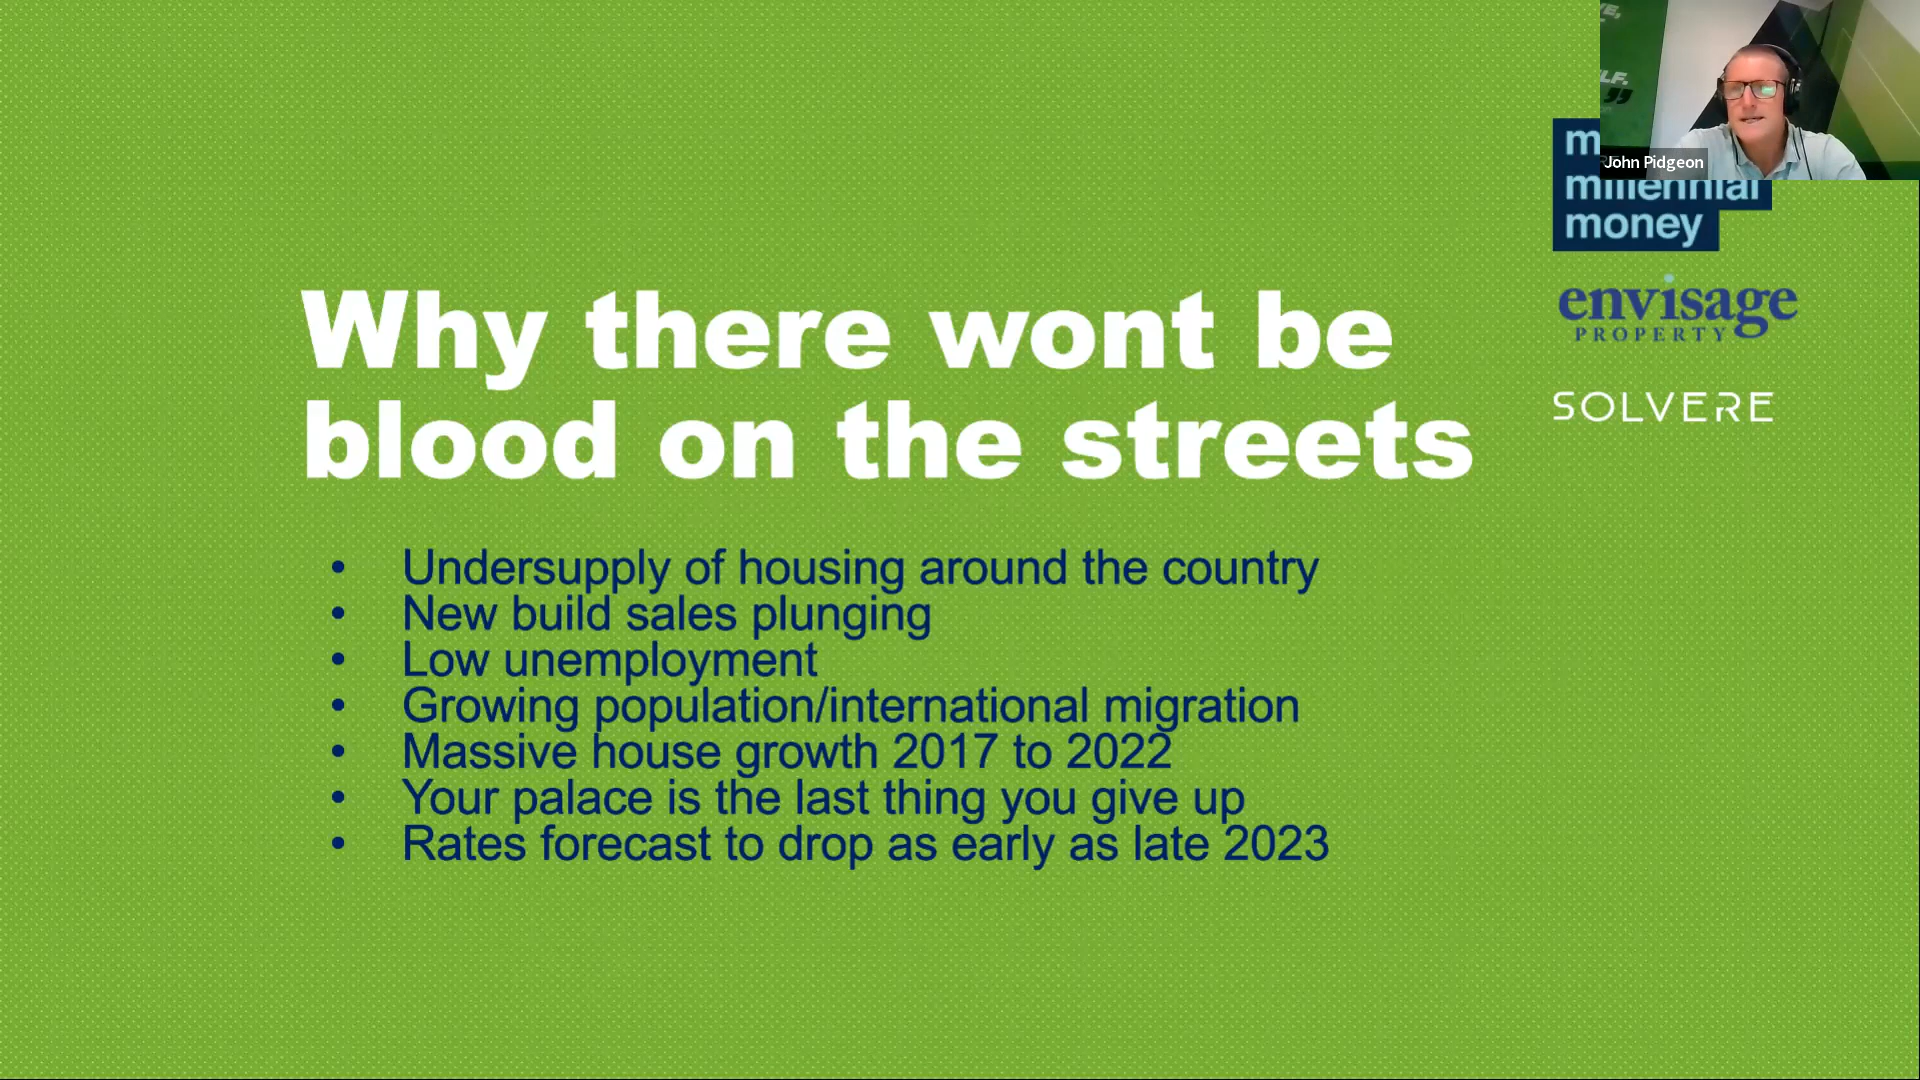 Why there wont be
blood on the streets
• Undersupply of housing around the country
• New build sales plunging
• Low unemployment
• Growing population/international migration
• Massive house growth 2017 to 2022
• Your palace is the last thing you give up
• Rates forecast to drop as early as late 2023
John Pidgeon
millennial
money
envisage
PROPERTY
SOLVERE